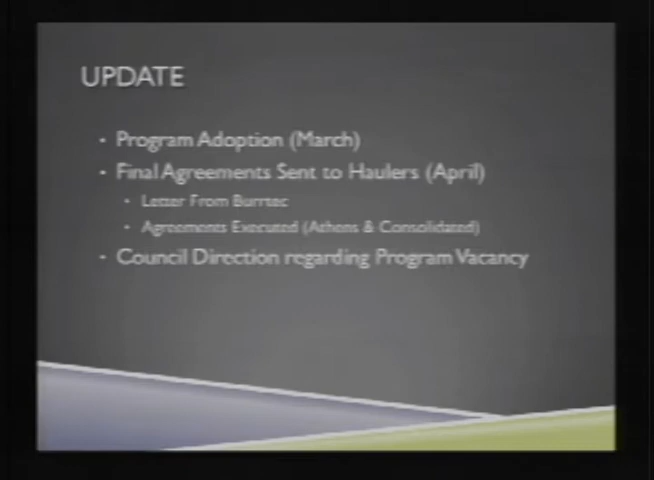 UPDATE
• Program Adoption (March)
• Final Agreements Sent to Haulers (April)
• Letter From Burrtec
• Agreements Executed (Athens & Consolidated)
• Council Direction regarding Program Vacancy